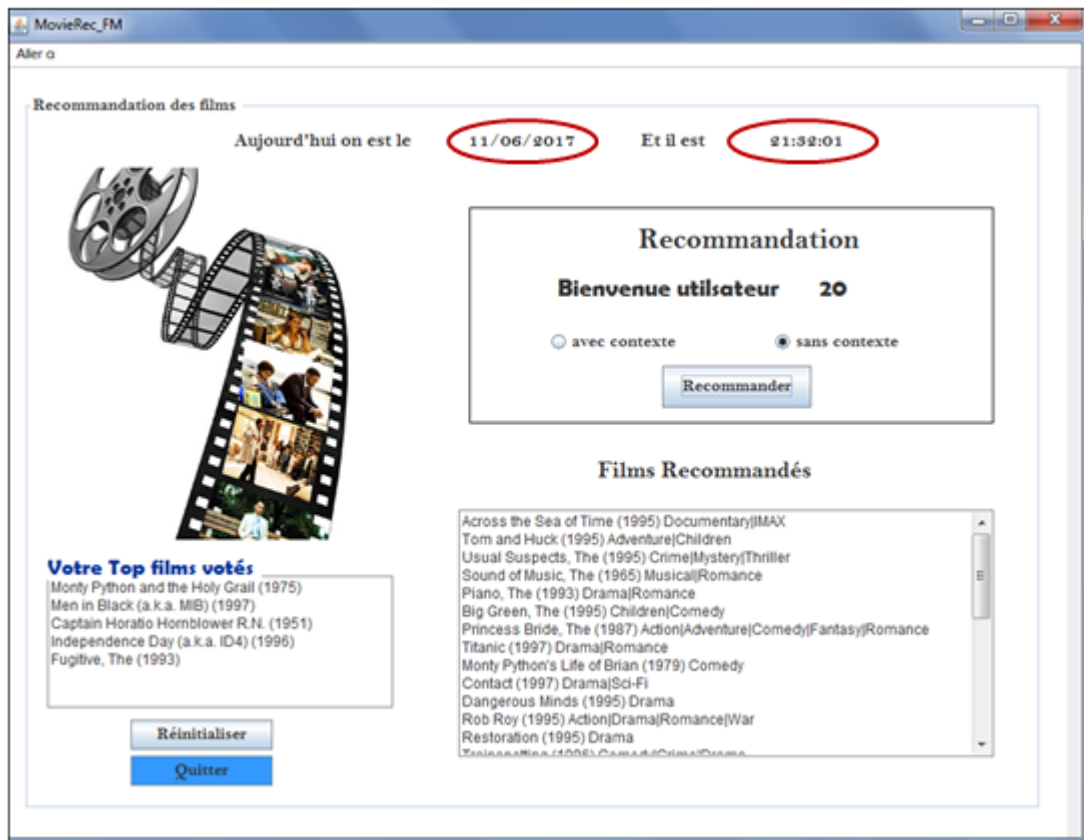 MovieRec_FM
Aller a
Recommandation des films
Aujourd'hui on est le 11/06/2017 Et il est 21:32:01
Recommandation
Bienvenue utilsateur 20
avec contexte sans contexte
Recommander
Films Recommandés
Across the Sea of Time (1995) Documentary|IMAX
Tom and Huck (1995) Adventure|Children
Usual Suspects, The (1995) Crime|Mystery|Thriller
Sound of Music, The (1965) Musical|Romance
Piano, The (1993) Drama|Romance
Big Green, The (1995) Children|Comedy
Princess Bride, The (1987) Action|Adventure|Comedy|Fantasy|Romance
Titanic (1997) Drama|Romance
Monty Python's Life of Brian (1979) Comedy
Contact (1997) Drama|Sci-Fi
Dangerous Minds (1995) Drama
Rob Roy (1995) Action|Drama|Romance|War
Restoration (1995) Drama
Trainspotting (1996) Comedy|Crime|Drama
Votre Top films votés
Monty Python and the Holy Grail (1975)
Men in Black (a.k.a. MIB) (1997)
Captain Horatio Hornblower R.N. (1951)
Independence Day (a.k.a. ID4) (1996)
Fugitive, The (1993)
Réinitialiser
Quitter